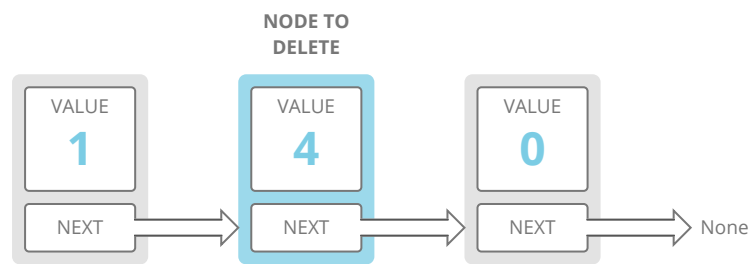 NODE TO
DELETE
VALUE
1
NEXT
VALUE
4
NEXT
VALUE
0
NEXT
None